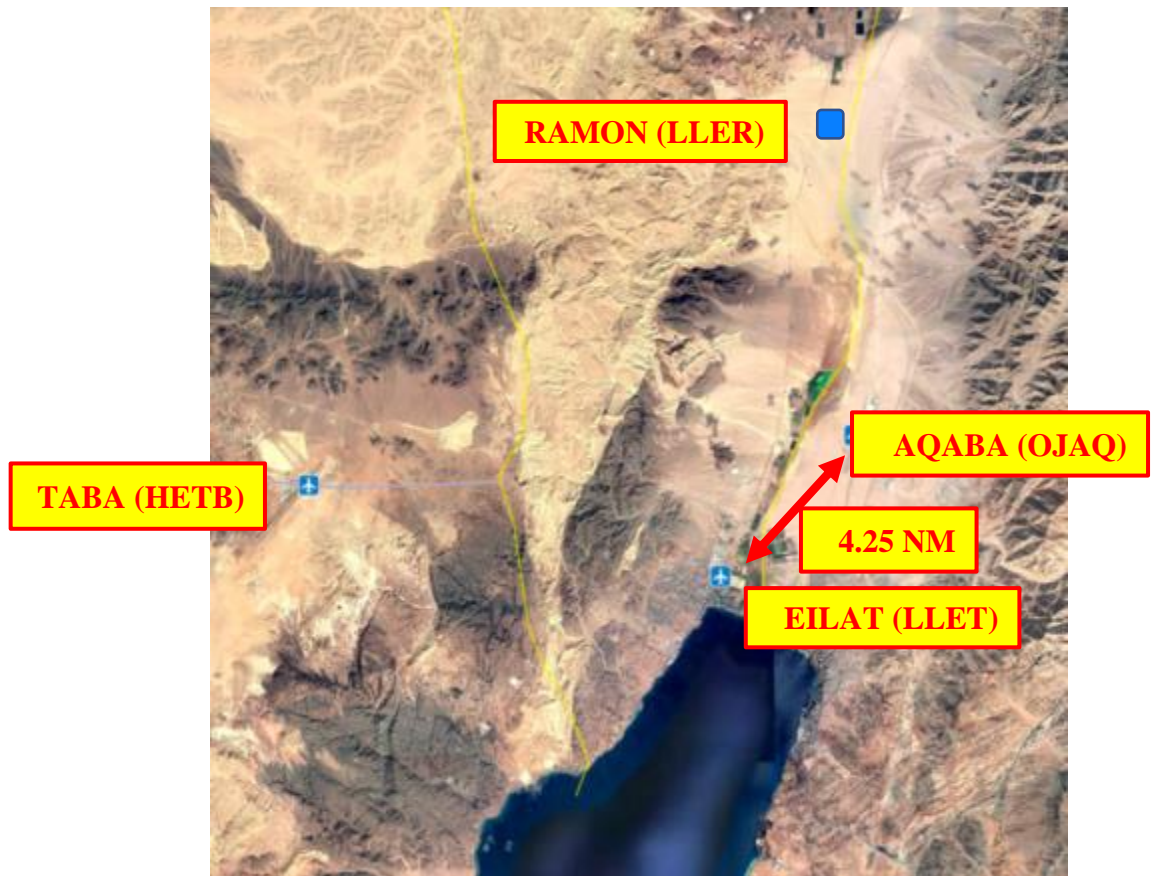 RAMON (LLER)
AQABA (OJAQ)
TABA (HETB)
4.25 NM
EILAT (LLET)